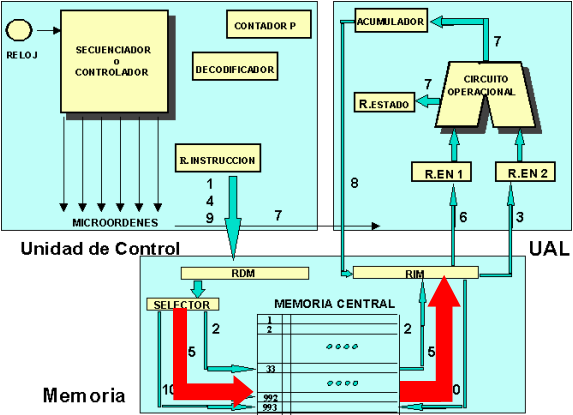 RELOJ
SECUENCIADOR
o
CONTROLADOR
CONTADOR P
DECODIFICADOR
R.INSTRUCCION
1
4
9
7
MICROORDENES
Unidad de Control
ACUMULADOR
7
7
CIRCUITO
OPERACIONAL
R.ESTADO
R.EN 1
R.EN 2
8
6
3
UAL
RDM
RIM
SELECTOR
MEMORIA CENTRAL
1
2
2
5
10
33
992
993
2
5
0
Memoria